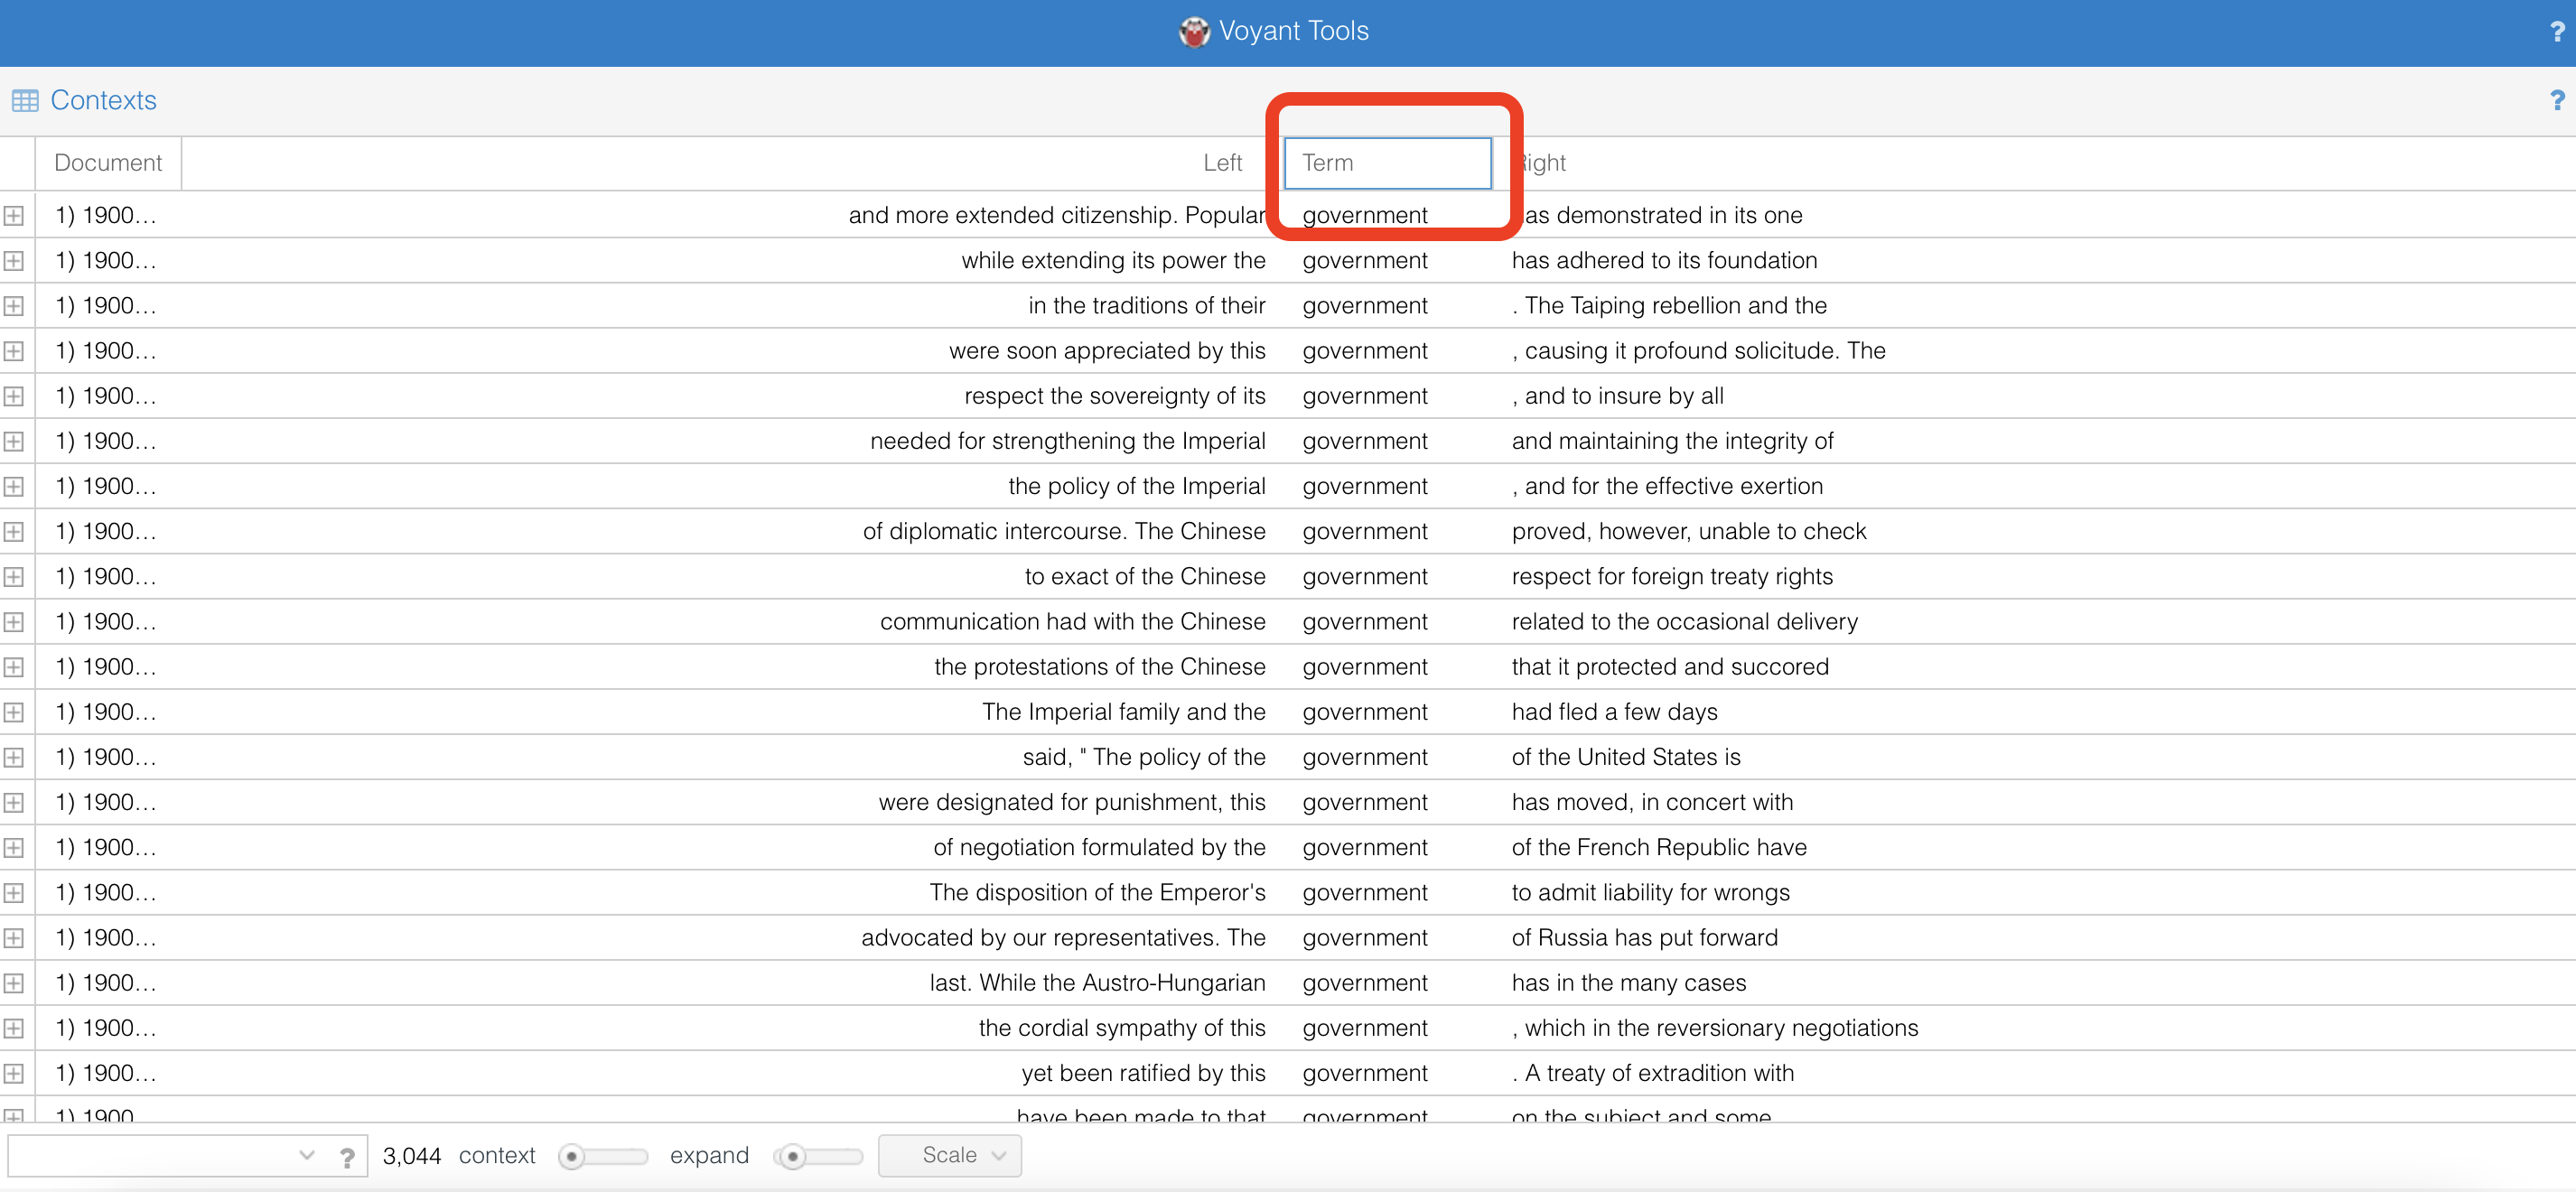 Voyant Tools ?
Contexts ?
Document Left Term Right
1) 1900... and more extended citizenship. Popular government has demonstrated in its one
1) 1900... while extending its power the government has adhered to its foundation
1) 1900... in the traditions of their government . The Taiping rebellion and the
1) 1900... were soon appreciated by this government , causing it profound solicitude. The
1) 1900... respect the sovereignty of its government , and to insure by all
1) 1900... needed for strengthening the Imperial government and maintaining the integrity of
1) 1900... the policy of the Imperial government , and for the effective exertion
1) 1900... of diplomatic intercourse. The Chinese government proved, however, unable to check
1) 1900... to exact of the Chinese government respect for foreign treaty rights
1) 1900... communication had with the Chinese government related to the occasional delivery
1) 1900... the protestations of the Chinese government that it protected and succored
1) 1900... The Imperial family and the government had fled a few days
1) 1900... said, " The policy of the government of the United States is
1) 1900... were designated for punishment, this government has moved, in concert with
1) 1900... of negotiation formulated by the government of the French Republic have
1) 1900... The disposition of the Emperor's government to admit liability for wrongs
1) 1900... advocated by our representatives. The government of Russia has put forward
1) 1900... last. While the Austro-Hungarian government has in the many cases
1) 1900... the cordial sympathy of this government , which in the reversionary negotiations
1) 1900... yet been ratified by this government . A treaty of extradition with
1) 1900... have been made to that government on the subject and some
? 3,044 context expand Scale